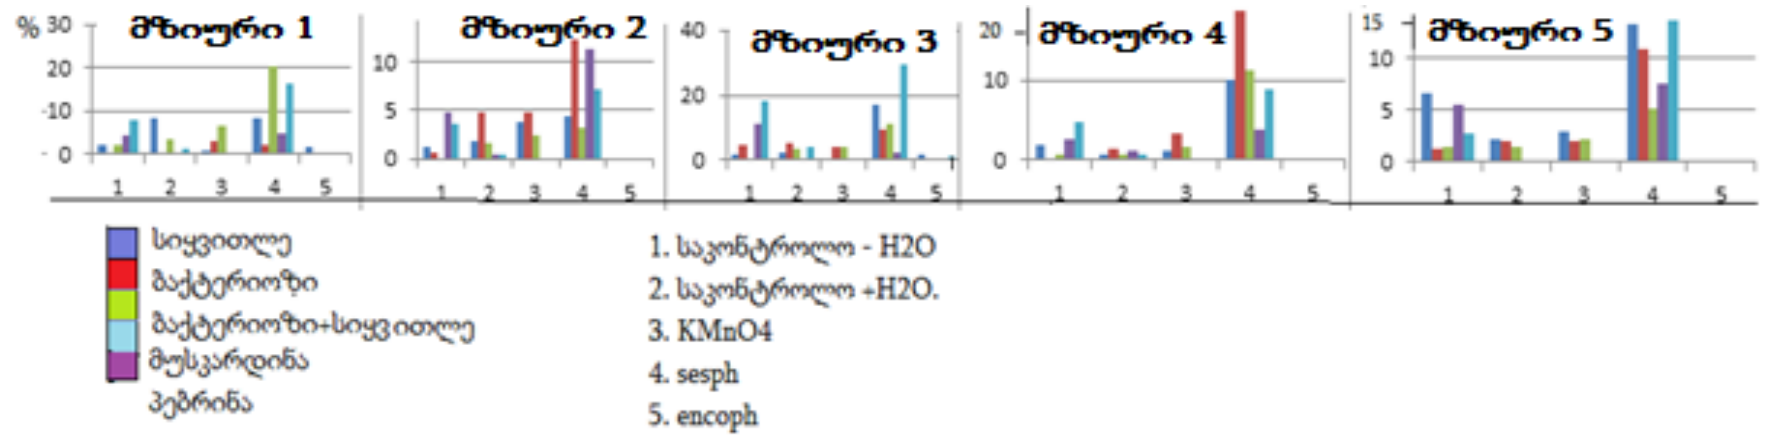 % 30 20 -10 - 0 მზიური 1 1 2 3 4 5
10 5 0 მზიური 2 1 2 3 4 5
40 20 0 მზიური 3 1 2 3 4 5
20 10 0 მზიური 4 1 2 3 4 5
15 10 5 0 მზიური 5 1 2 3 4 5
სიყვითლე
ბაქტერიოზი
ბაქტერიოზი+სიყვითლე
მუსკარდინა
პებრინა
1. საკონტროლო - H2O
2. საკონტროლო +H2O.
3. KMnO4
4. sesph
5. encoph